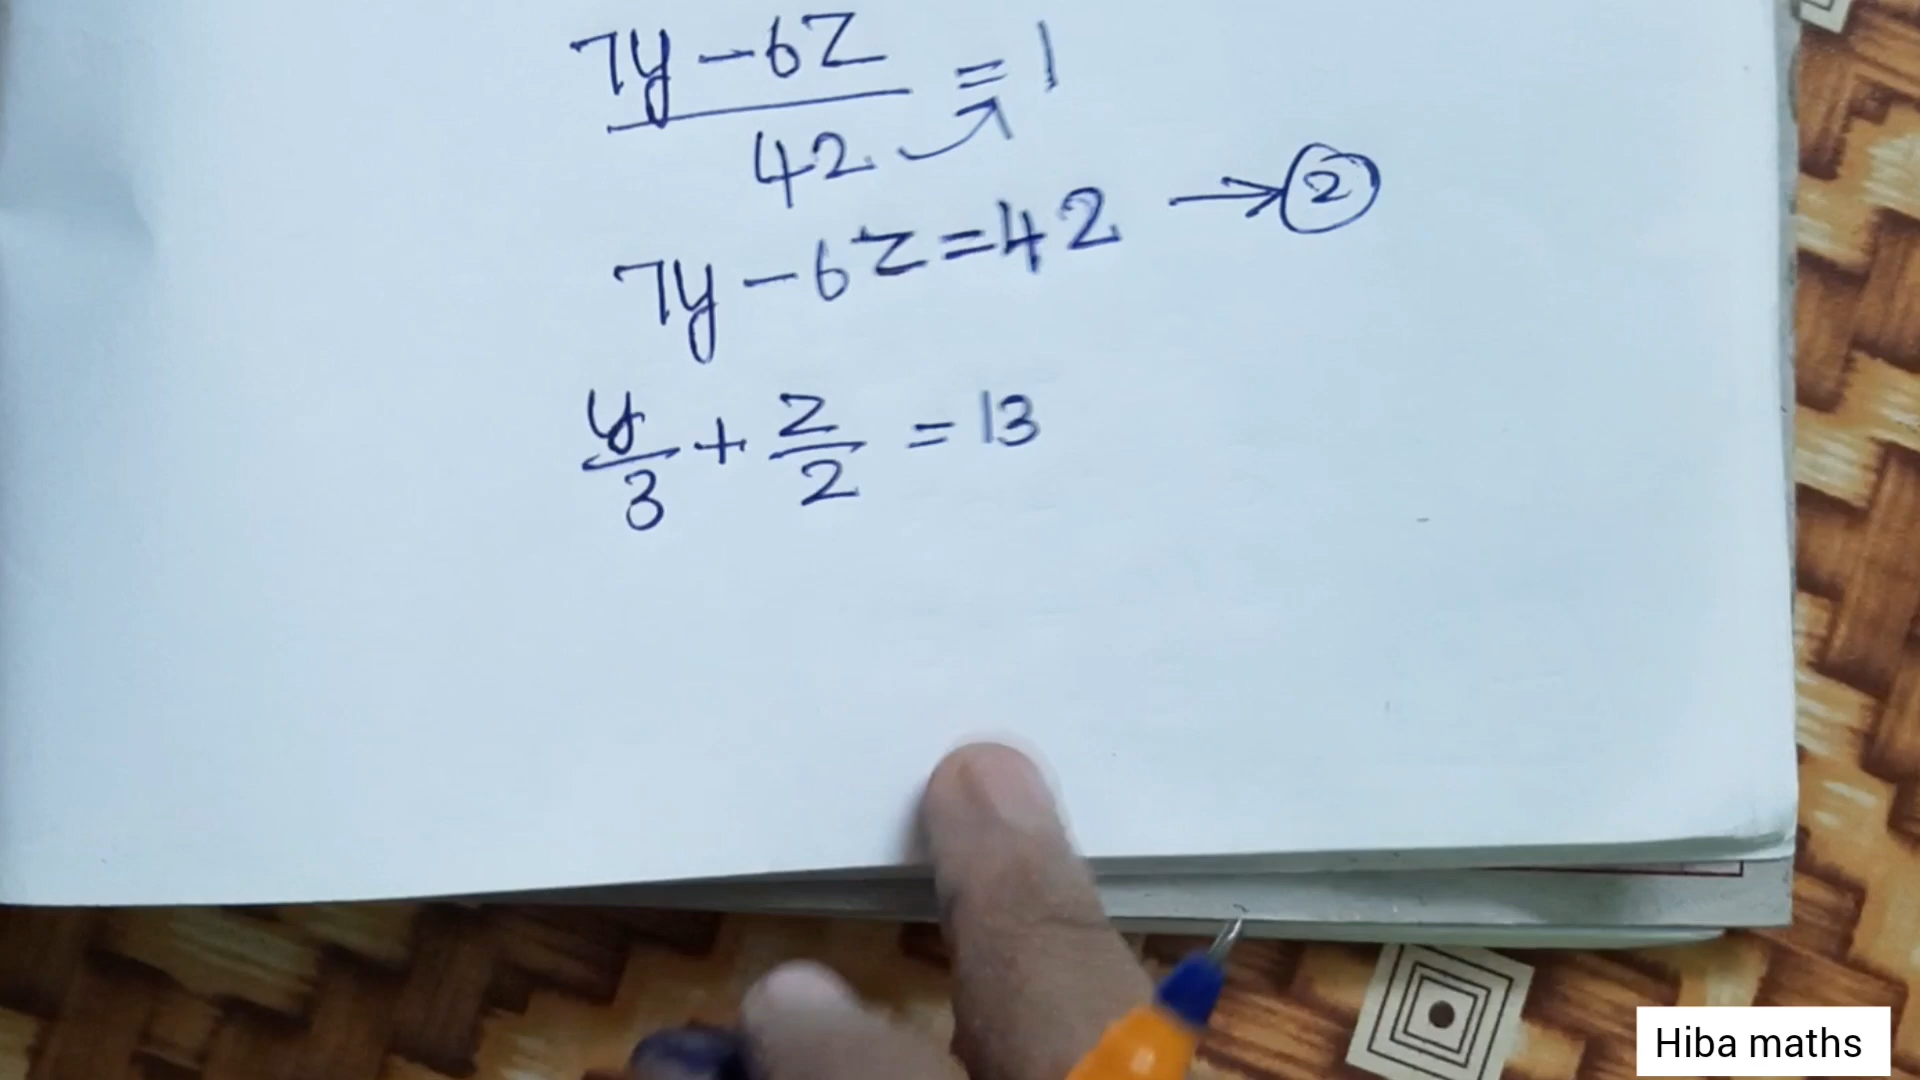 7y - 6z / 42 = 1
7y - 6z = 42 → 2
y/3 + z/2 = 13
Hiba maths